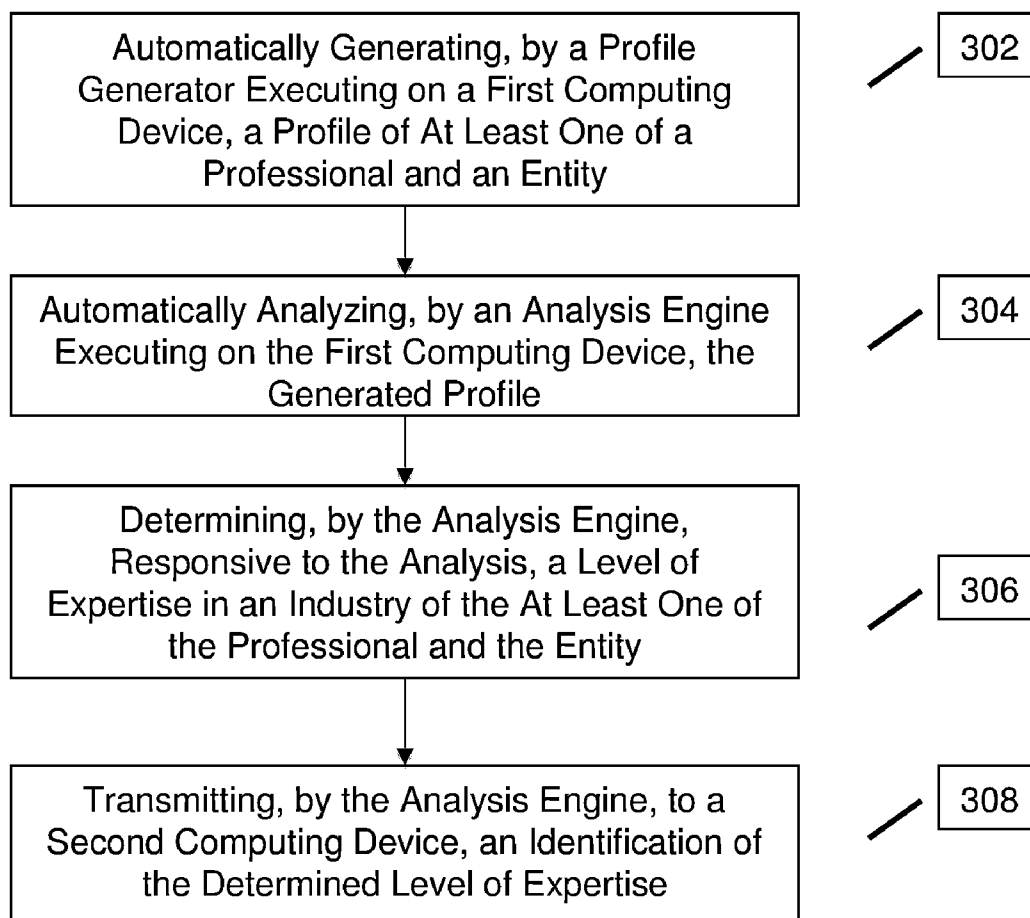 Automatically Generating, by a Profile
Generator Executing on a First Computing
Device, a Profile of At Least One of a
Professional and an Entity
302
Automatically Analyzing, by an Analysis Engine
Executing on the First Computing Device, the
Generated Profile
304
Determining, by the Analysis Engine,
Responsive to the Analysis, a Level of
Expertise in an Industry of the At Least One of
the Professional and the Entity
306
Transmitting, by the Analysis Engine, to a
Second Computing Device, an Identification of
the Determined Level of Expertise
308